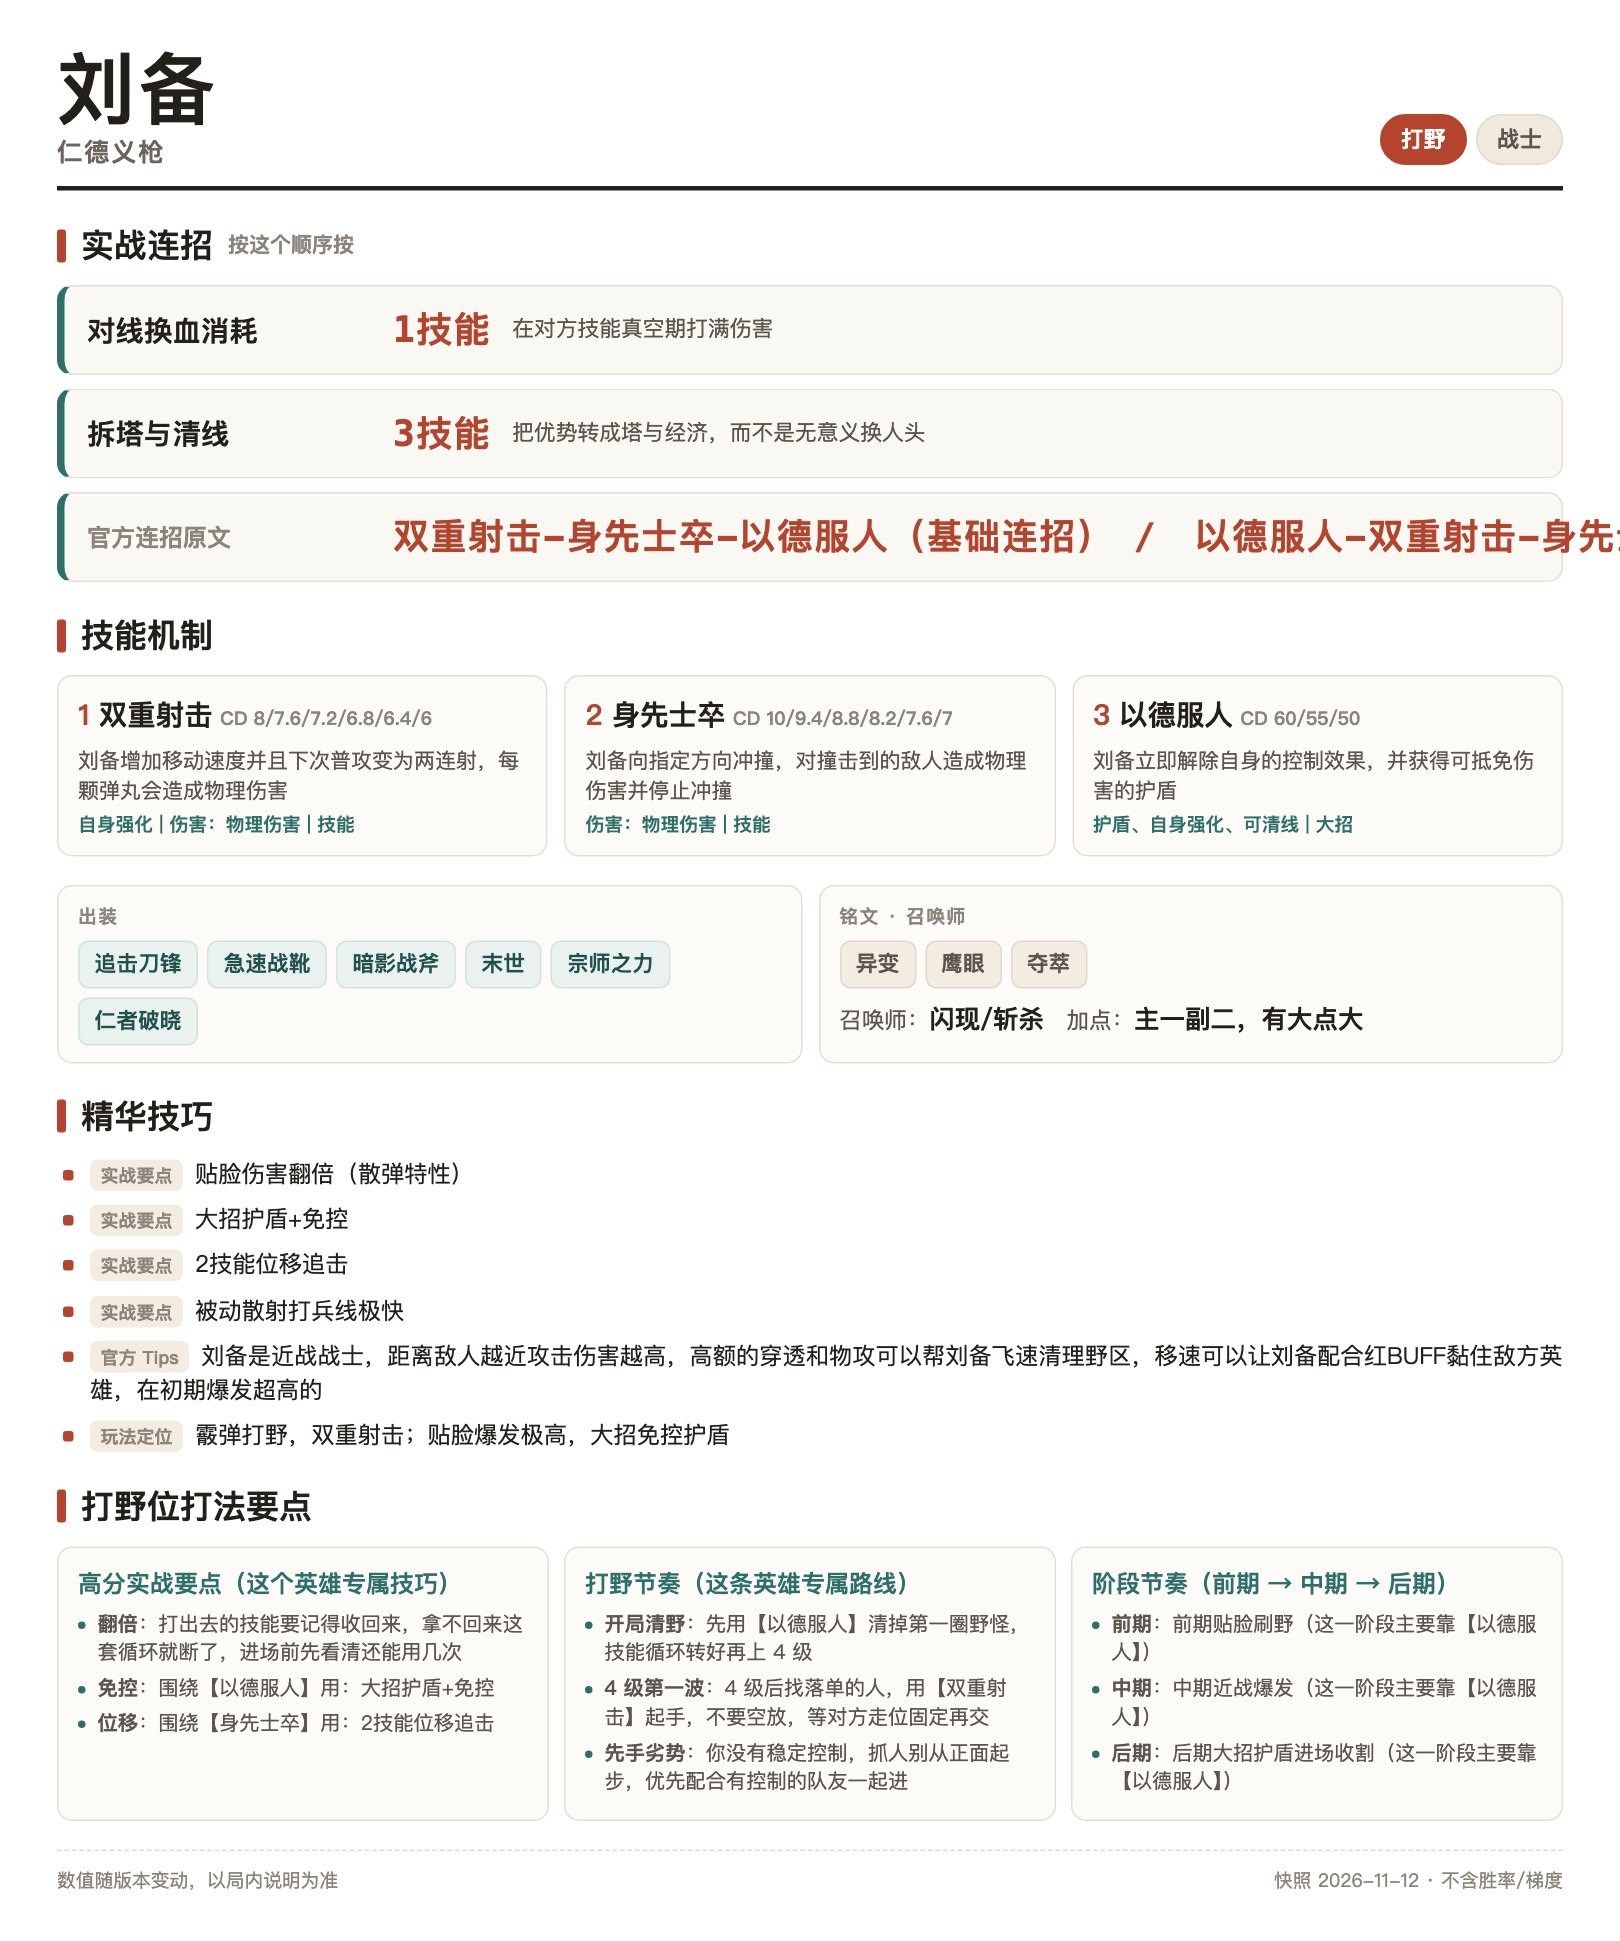 刘备
仁德义枪
打野
战士
实战连招 按这个顺序按
对线换血消耗 1技能 在对方技能真空期打满伤害
拆塔与清线 3技能 把优势转成塔与经济，而不是无意义换人头
官方连招原文 双重射击-身先士卒-以德服人（基础连招） / 以德服人-双重射击-身先
技能机制
1 双重射击 CD 8/7.6/7.2/6.8/6.4/6
刘备增加移动速度并且下次普攻变为两连射，每
颗弹丸会造成物理伤害
自身强化 | 伤害：物理伤害 | 技能
2 身先士卒 CD 10/9.4/8.8/8.2/7.6/7
刘备向指定方向冲撞，对撞击到的敌人造成物理
伤害并停止冲撞
伤害：物理伤害 | 技能
3 以德服人 CD 60/55/50
刘备立即解除自身的控制效果，并获得可抵免伤
害的护盾
护盾、自身强化、可清线 | 大招
出装
追击刀锋 急速战靴 暗影战斧 末世 宗师之力
仁者破晓
铭文 · 召唤师
异变 鹰眼 夺萃
召唤师：闪现/斩杀 加点：主一副二，有大点大
精华技巧
实战要点 贴脸伤害翻倍（散弹特性）
实战要点 大招护盾+免控
实战要点 2技能位移追击
实战要点 被动散射打兵线极快
官方 Tips 刘备是近战战士，距离敌人越近攻击伤害越高，高额的穿透和物攻可以帮刘备飞速清理野区，移速可以让刘备配合红BUFF黏住敌方英
雄，在初期爆发超高的
玩法定位 霰弹打野，双重射击；贴脸爆发极高，大招免控护盾
打野位打法要点
高分实战要点（这个英雄专属技巧）
翻倍：打出去的技能要记得收回来，拿不回来这
套循环就断了，进场前先看清还能用几次
免控：围绕【以德服人】用：大招护盾+免控
位移：围绕【身先士卒】用：2技能位移追击
打野节奏（这条英雄专属路线）
开局清野：先用【以德服人】清掉第一圈野怪，
技能循环转好再上 4 级
4 级第一波：4 级后找落单的人，用【双重射
击】起手，不要空放，等对方走位固定再交
先手劣势：你没有稳定控制，抓人别从正面起
步，优先配合有控制的队友一起进
阶段节奏（前期 → 中期 → 后期）
前期：前期贴脸刷野（这一阶段主要靠【以德服
人】）
中期：中期近战爆发（这一阶段主要靠【以德服
人】）
后期：后期大招护盾进场收割（这一阶段主要靠
【以德服人】）
数值随版本变动，以局内说明为准
快照 2026-11-12 · 不含胜率/梯度